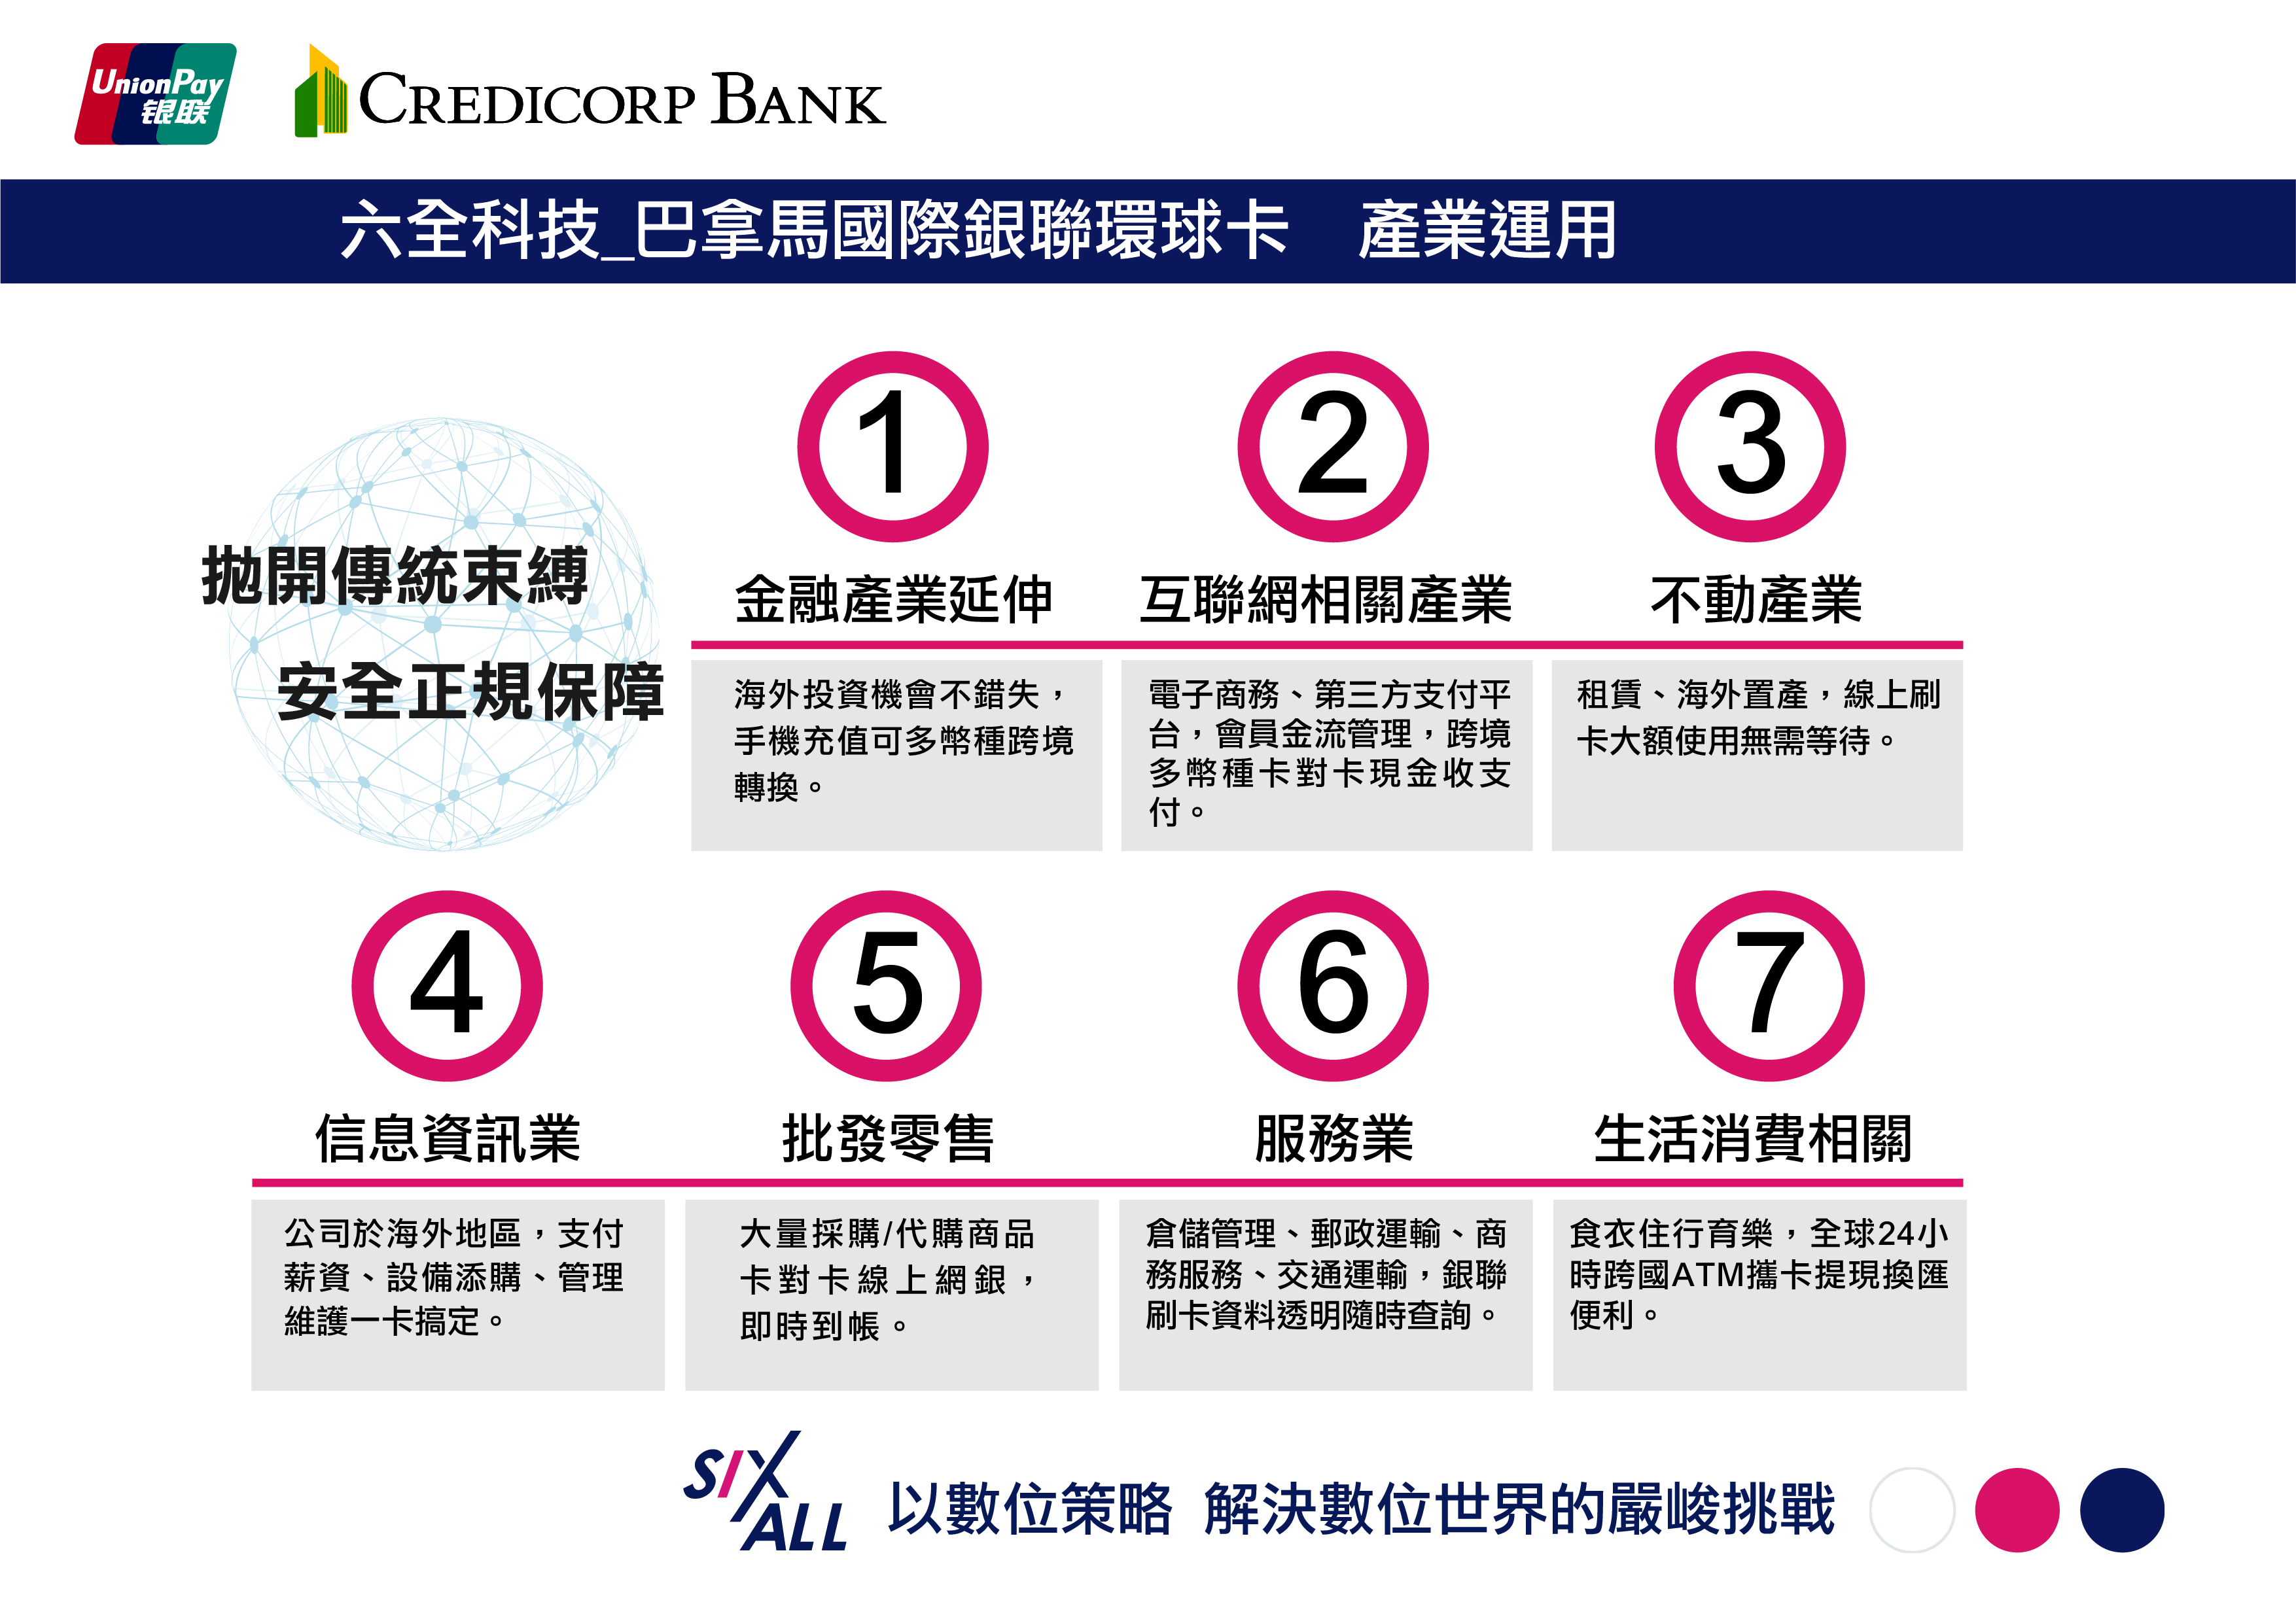 UnionPay
银联
CREDICORP BANK
六全科技_巴拿馬國際銀聯環球卡　產業運用
拋開傳統束縛
安全正規保障
1
金融產業延伸
海外投資機會不錯失，
手機充值可多幣種跨境
轉換。
2
互聯網相關產業
電子商務、第三方支付平
台，會員金流管理，跨境
多幣種卡對卡現金收支
付。
3
不動產業
租賃、海外置產，線上刷
卡大額使用無需等待。
4
信息資訊業
公司於海外地區，支付
薪資、設備添購、管理
維護一卡搞定。
5
批發零售
大量採購/代購商品
卡對卡線上網銀，
即時到帳。
6
服務業
倉儲管理、郵政運輸、商
務服務、交通運輸，銀聯
刷卡資料透明隨時查詢。
7
生活消費相關
食衣住行育樂，全球24小
時跨國ATM攜卡提現換匯
便利。
SIX
ALL
以數位策略 解決數位世界的嚴峻挑戰